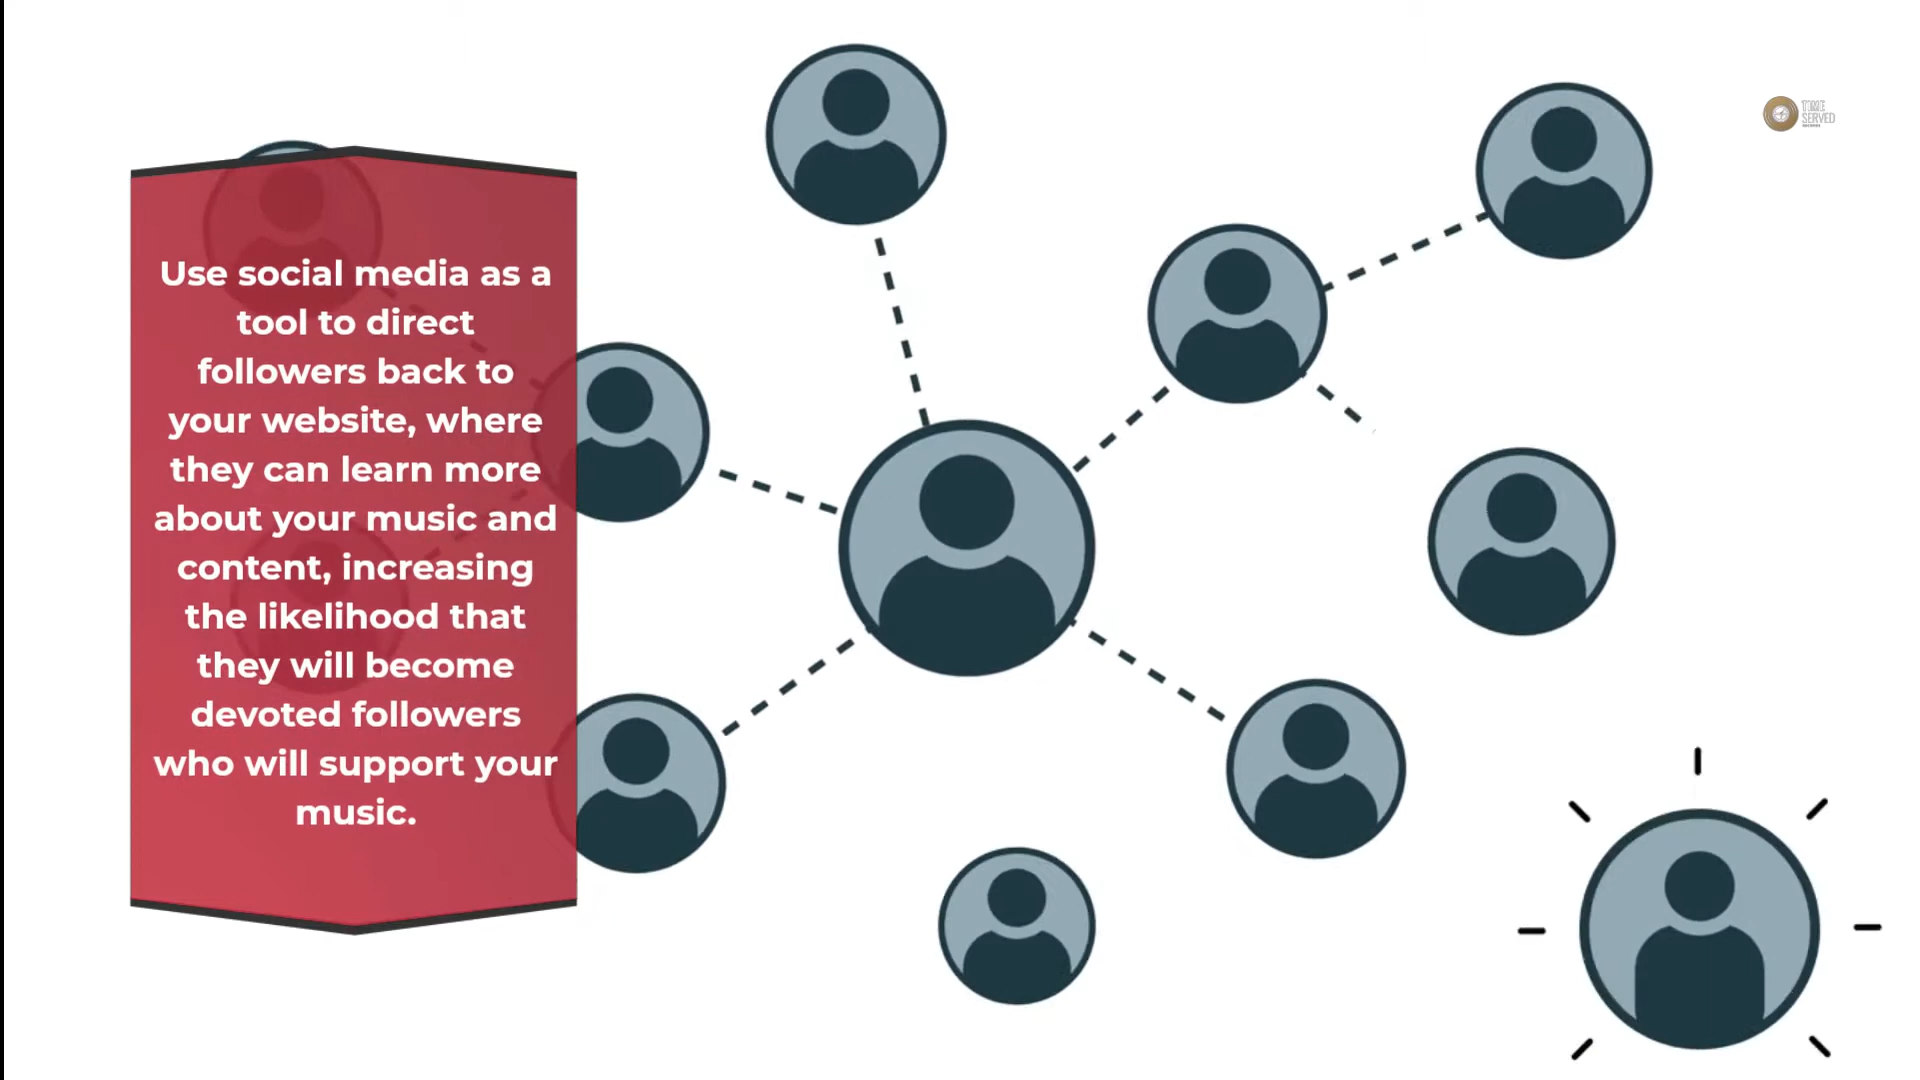 Use social media as a
tool to direct
followers back to
your website, where
they can learn more
about your music and
content, increasing
the likelihood that
they will become
devoted followers
who will support your
music.
SERVED